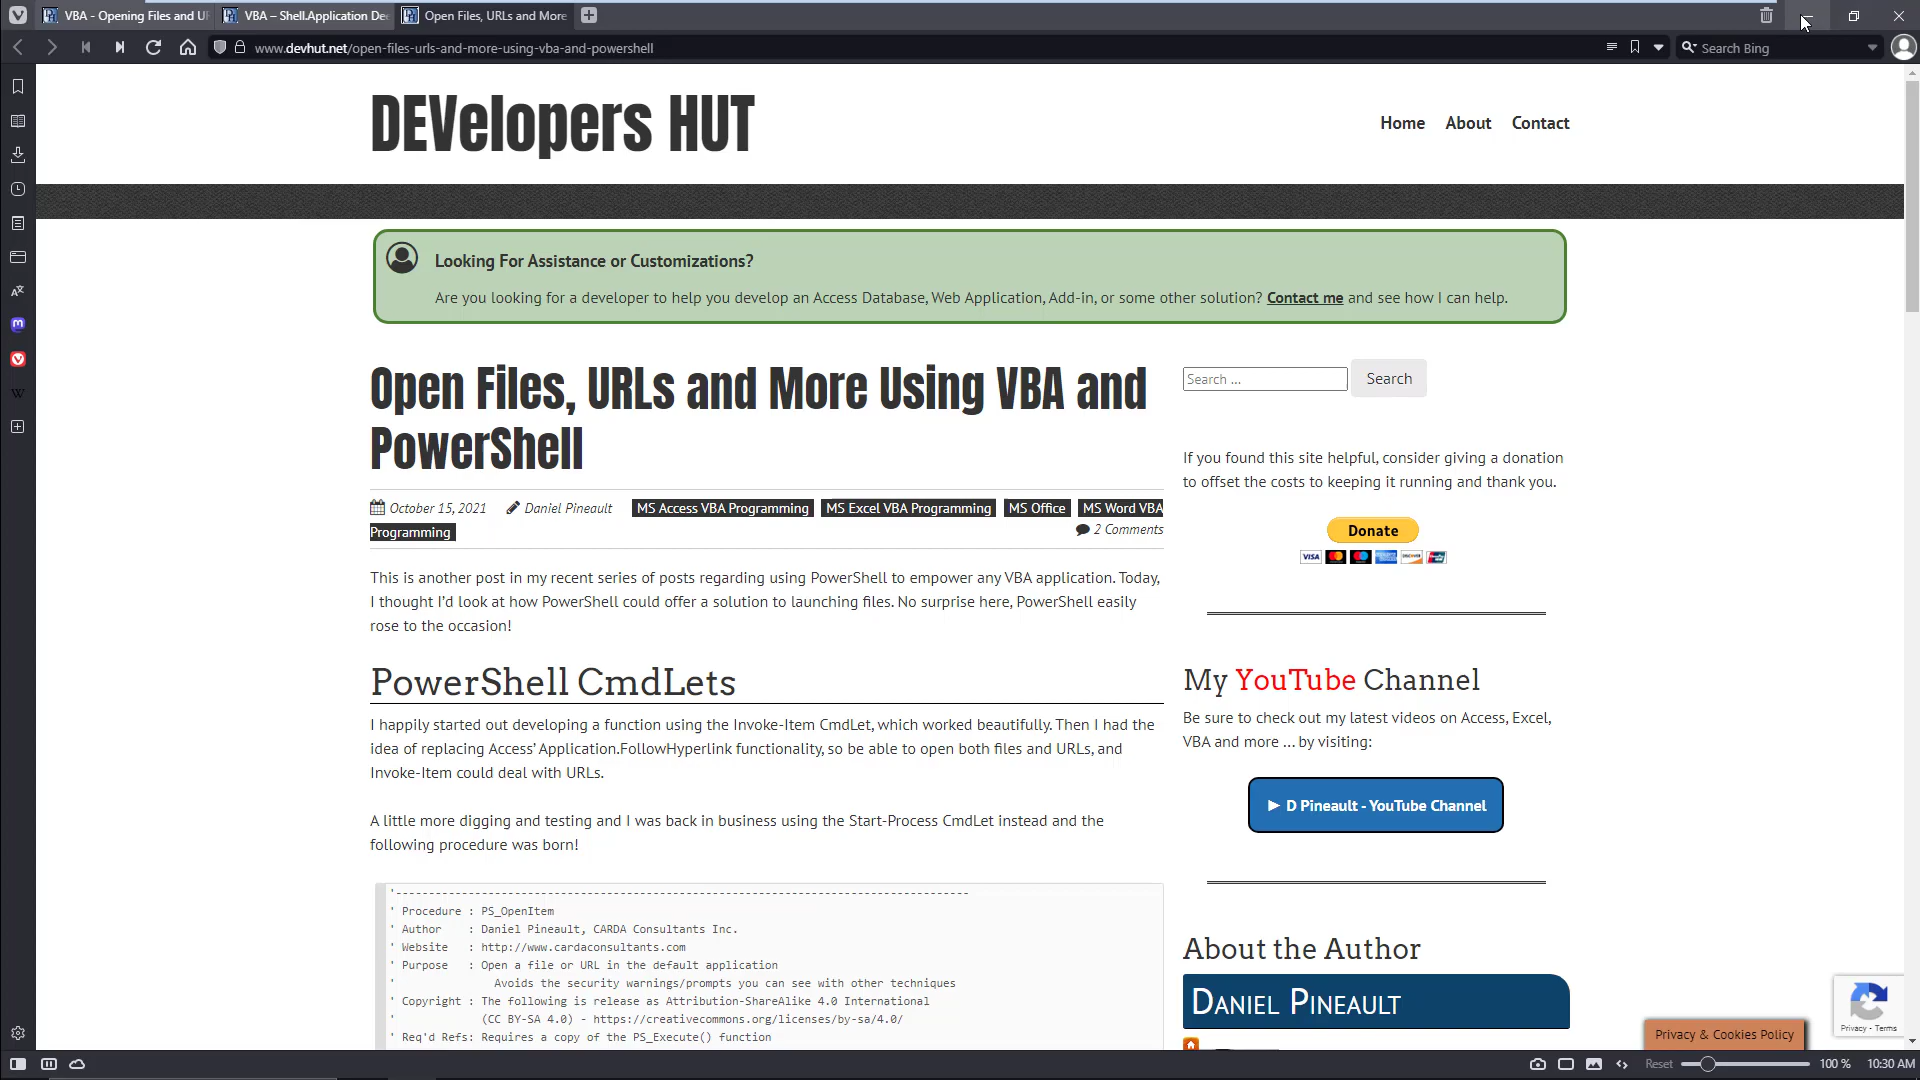 VBA - Opening Files and UR
VBA – Shell.Application Dee
Open Files, URLs and More
www.devhut.net/open-files-urls-and-more-using-vba-and-powershell
Search Bing
DEVelopers HUT
Home
About
Contact
Looking For Assistance or Customizations?
Are you looking for a developer to help you develop an Access Database, Web Application, Add-in, or some other solution? Contact me and see how I can help.
Open Files, URLs and More Using VBA and
PowerShell
October 15, 2021 Daniel Pineault MS Access VBA Programming MS Excel VBA Programming MS Office MS Word VBA
Programming
2 Comments
This is another post in my recent series of posts regarding using PowerShell to empower any VBA application. Today,
I thought I’d look at how PowerShell could offer a solution to launching files. No surprise here, PowerShell easily
rose to the occasion!
PowerShell CmdLets
I happily started out developing a function using the Invoke-Item CmdLet, which worked beautifully. Then I had the
idea of replacing Access’ Application.FollowHyperlink functionality, so be able to open both files and URLs, and
Invoke-Item could deal with URLs.
A little more digging and testing and I was back in business using the Start-Process CmdLet instead and the
following procedure was born!
'---------------------------------------------------------------------------------------
' Procedure : PS_OpenItem
' Author    : Daniel Pineault, CARDA Consultants Inc.
' Website   : http://www.cardaconsultants.com
' Purpose   : Open a file or URL in the default application
'               Avoids the security warnings/prompts you can see with other techniques
' Copyright : The following is release as Attribution-ShareAlike 4.0 International
'             (CC BY-SA 4.0) - https://creativecommons.org/licenses/by-sa/4.0/
' Req'd Refs: Requires a copy of the PS_Execute() function
Search ...
Search
If you found this site helpful, consider giving a donation
to offset the costs to keeping it running and thank you.
Donate
VISA
My YouTube Channel
Be sure to check out my latest videos on Access, Excel,
VBA and more ... by visiting:
► D Pineault - YouTube Channel
About the Author
Daniel Pineault
Privacy - Terms
Privacy & Cookies Policy
Reset
100 %
10:30 AM